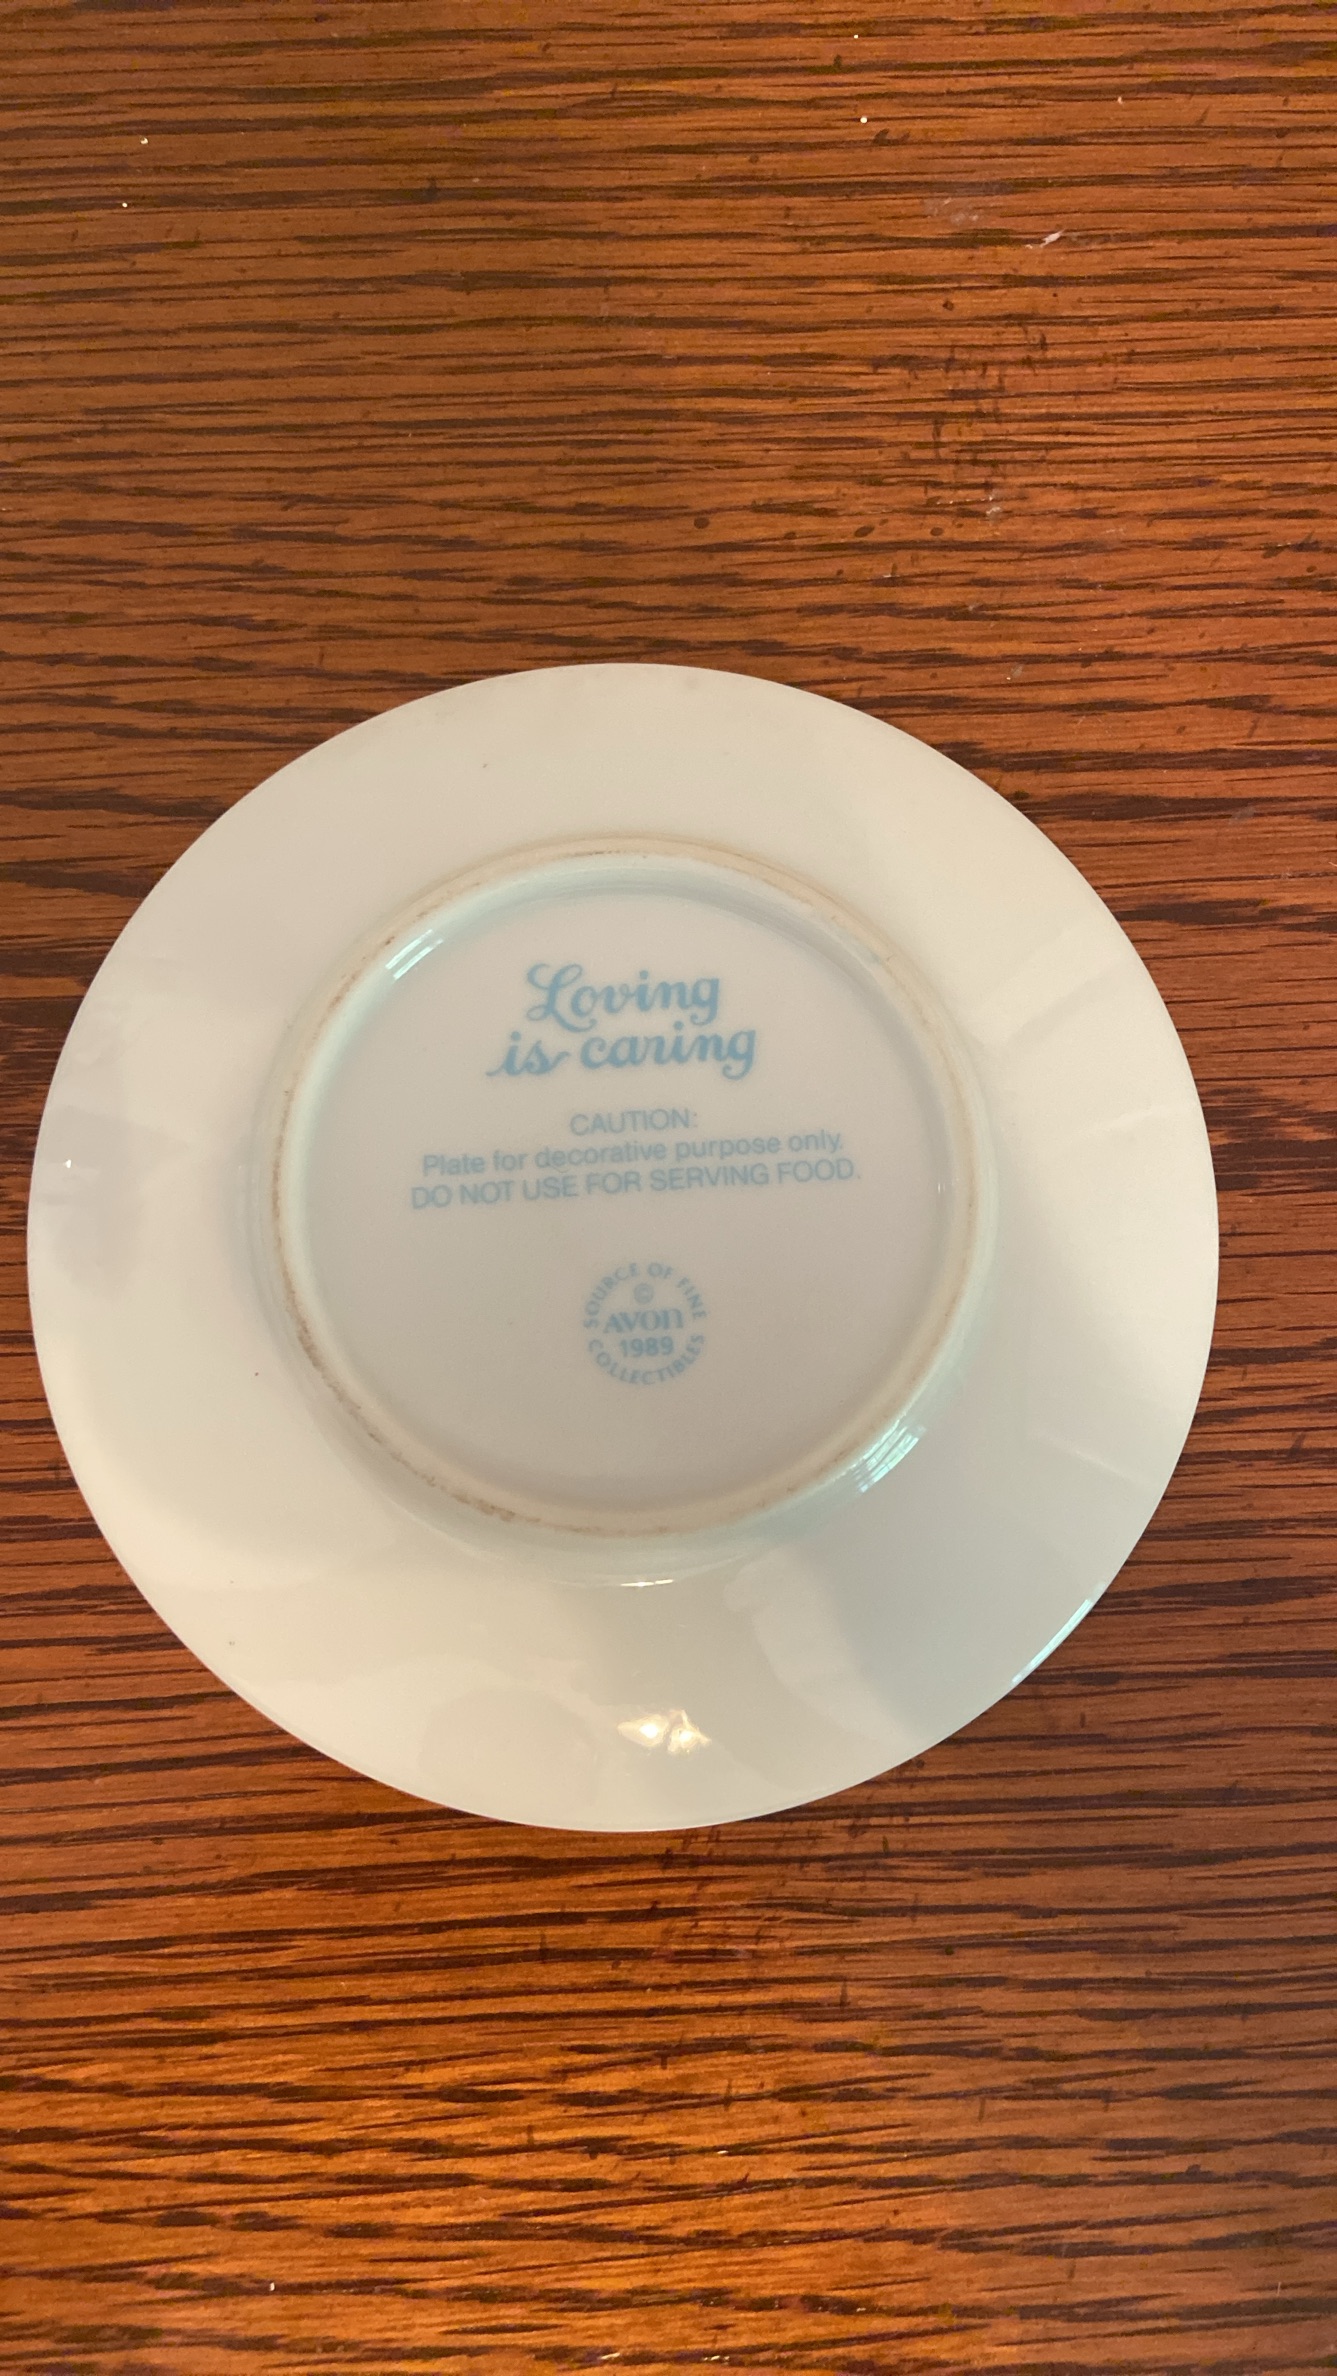 Loving
is caring
CAUTION:
Plate for decorative purpose only.
DO NOT USE FOR SERVING FOOD.
SOURCE OF FINE
©
AVON
1989
COLLECTIBLES